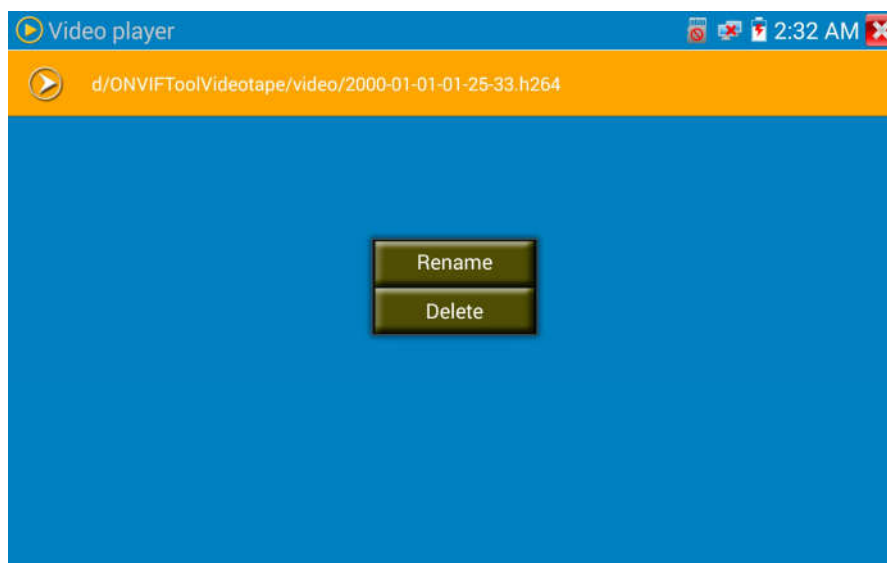 Video player
2:32 AM
d/ONVIFToolVideotape/video/2000-01-01-01-25-33.h264
Rename
Delete